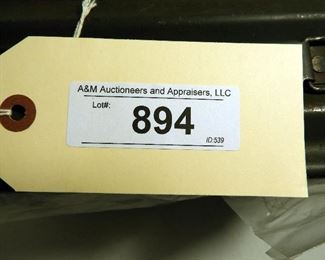 A&M Auctioneers and Appraisers, LLC
Lot#:
894
ID:539